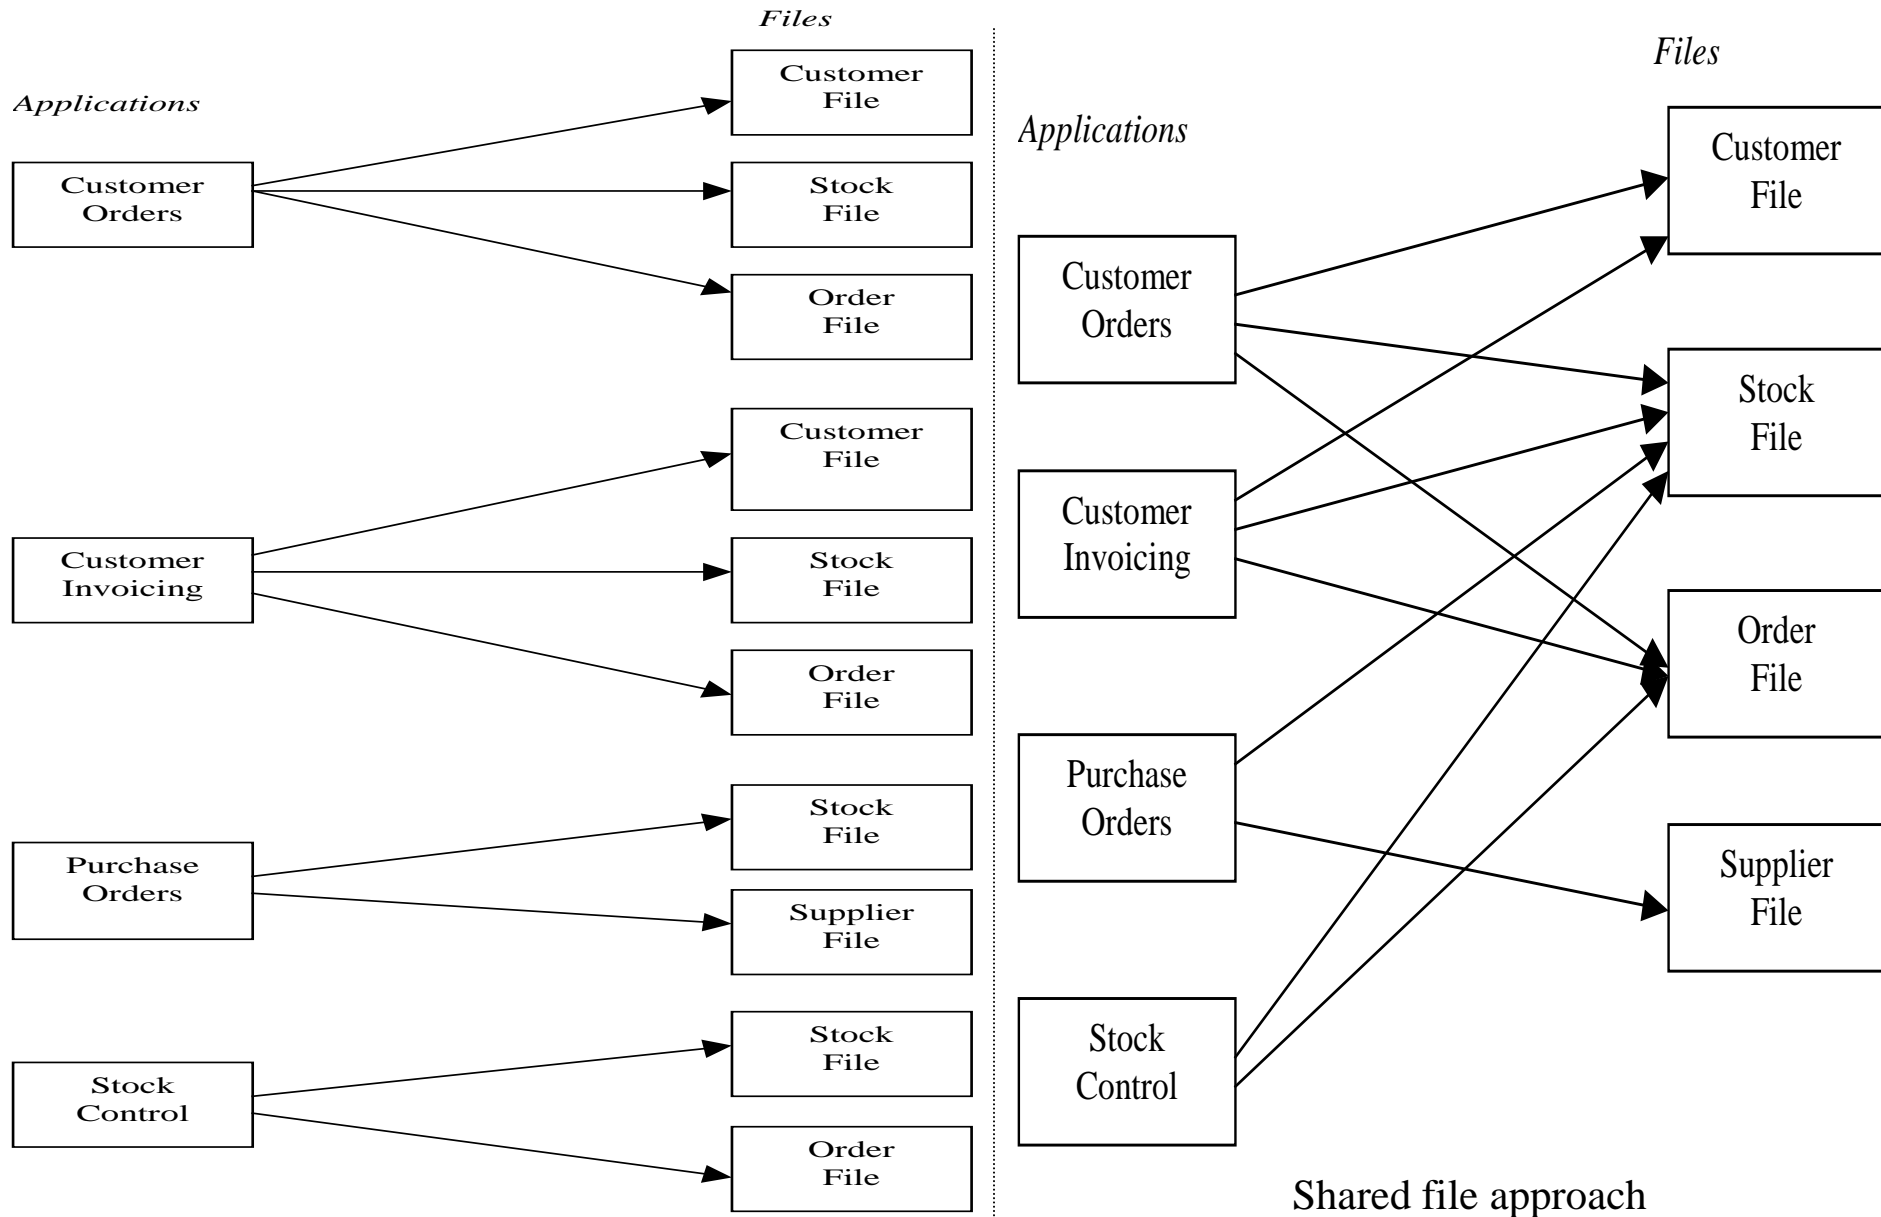 Files
Applications
Customer
File
Customer
Orders
Stock
File
Order
File
Customer
File
Customer
Invoicing
Stock
File
Order
File
Purchase
Orders
Stock
File
Supplier
File
Stock
Control
Stock
File
Order
File
Files
Applications
Customer
File
Customer
Orders
Stock
File
Customer
Invoicing
Order
File
Purchase
Orders
Supplier
File
Stock
Control
Shared file approach